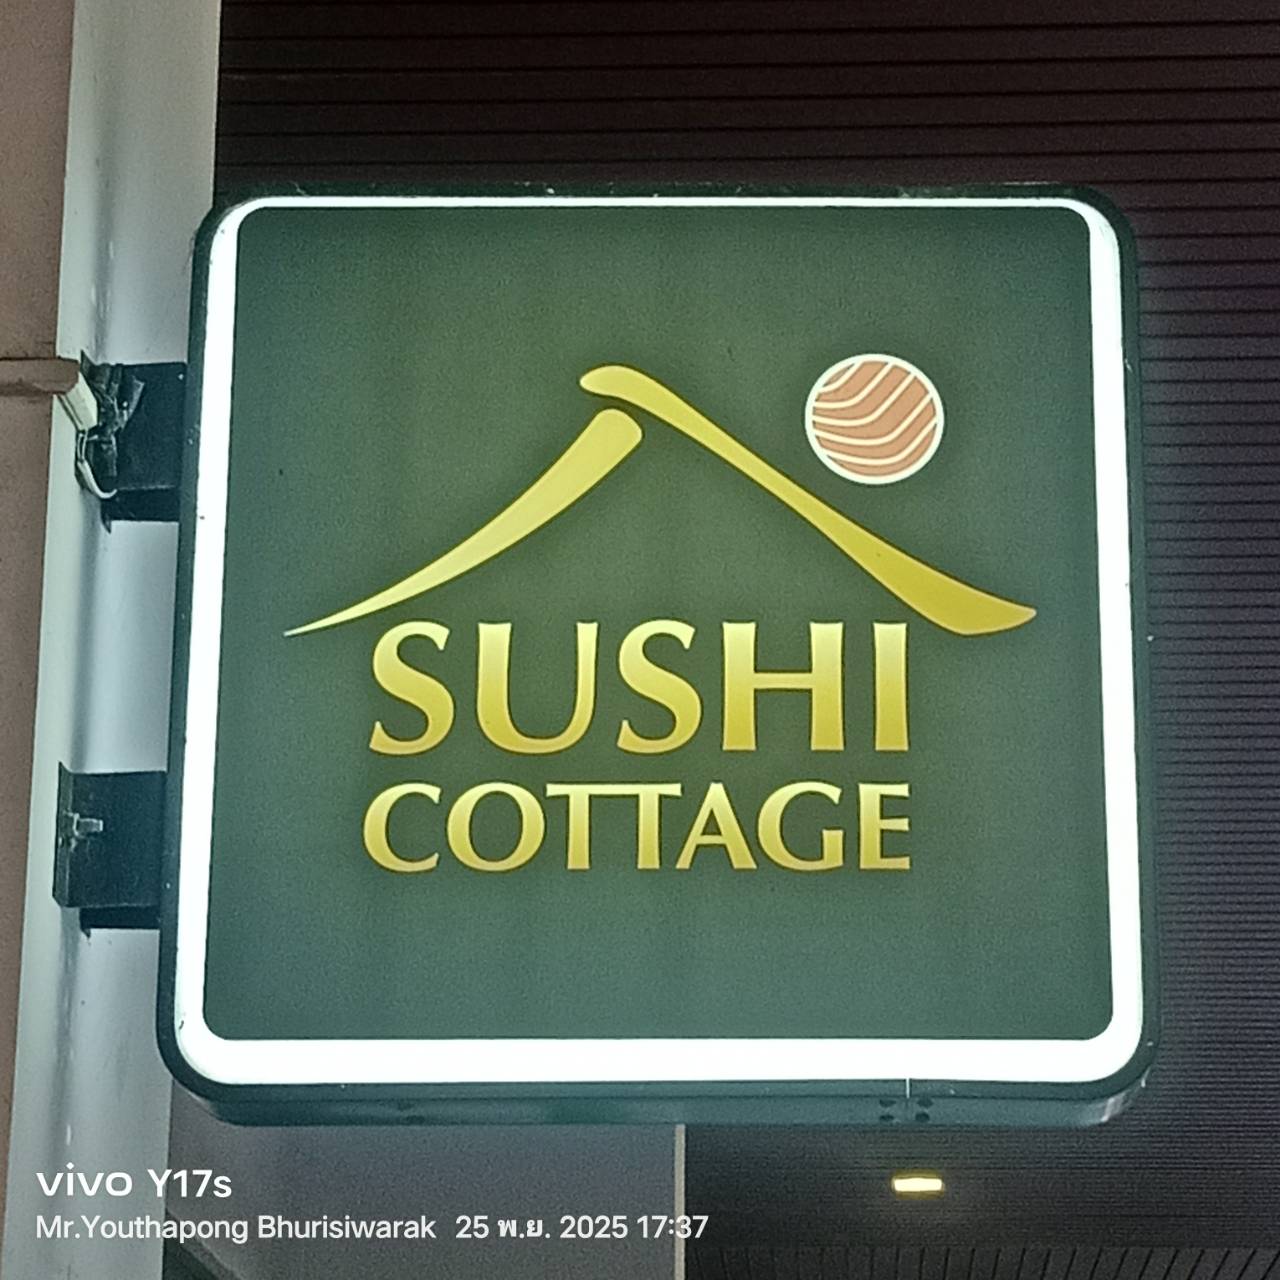 SUSHI
COTTAGE
vivo Y17s
Mr.Youthapong Bhurisiwarak 25 พ.ย. 2025 17:37